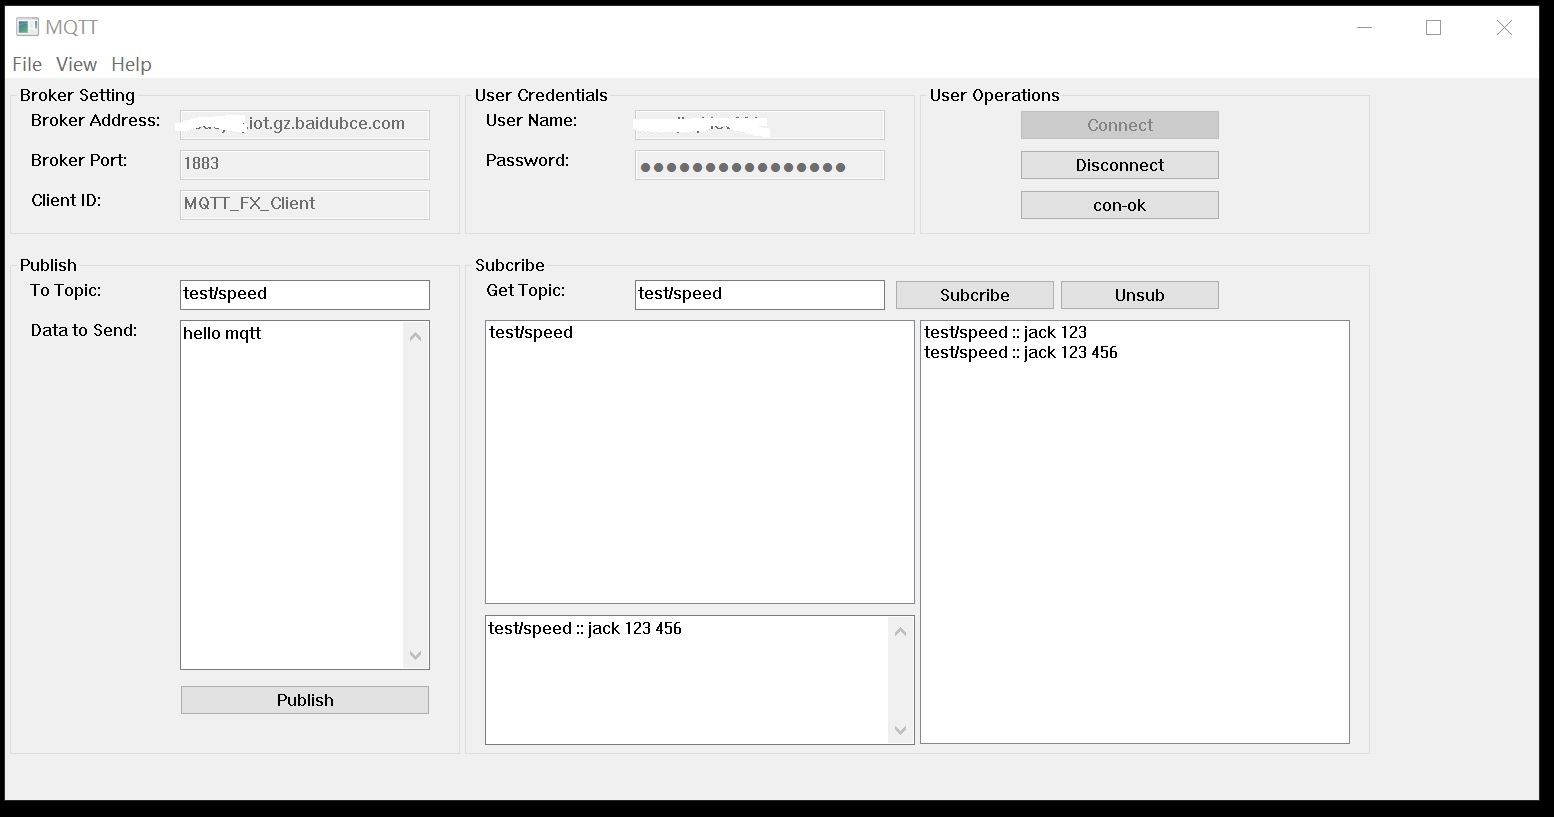 MQTT
File View Help
Broker Setting
Broker Address: .iot.gz.baidubce.com
Broker Port: 1883
Client ID: MQTT_FX_Client
User Credentials
User Name:
Password: ●●●●●●●●●●●●●●●●
User Operations
Connect
Disconnect
con-ok
Publish
To Topic: test/speed
Data to Send: hello mqtt
Publish
Subcribe
Get Topic: test/speed Subcribe Unsub
test/speed
test/speed :: jack 123 456
test/speed :: jack 123
test/speed :: jack 123 456